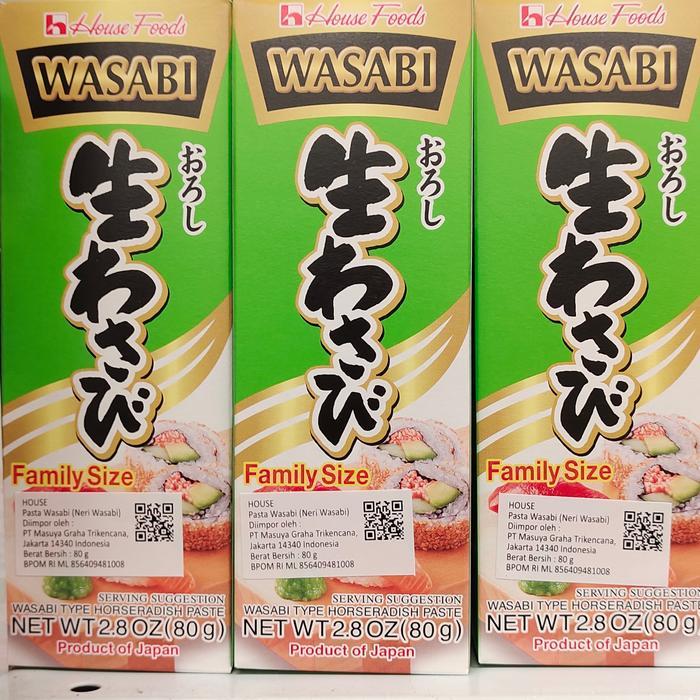 House Foods
WASABI
おろし
生わさび
Family Size
HOUSE
Pasta Wasabi (Neri Wasabi)
Diimpor oleh :
PT Masuya Graha Trikencana,
Jakarta 14340 Indonesia
Berat Bersih : 80 g
BPOM RI ML 856409481008
SERVING SUGGESTION
WASABI TYPE HORSERADISH PASTE
NET WT 2.8 OZ (80 g)
Product of Japan
House Foods
WASABI
おろし
生わさび
Family Size
HOUSE
Pasta Wasabi (Neri Wasabi)
Diimpor oleh :
PT Masuya Graha Trikencana,
Jakarta 14340 Indonesia
Berat Bersih : 80 g
BPOM RI ML 856409481008
SERVING SUGGESTION
WASABI TYPE HORSERADISH PASTE
NET WT 2.8 OZ (80 g)
Product of Japan
House Foods
WASABI
おろし
生わさび
Family Size
HOUSE
Pasta Wasabi (Neri Wasabi)
Diimpor oleh :
PT Masuya Graha Trikencana,
Jakarta 14340 Indonesia
Berat Bersih : 80 g
BPOM RI ML 856409481008
SERVING SUGGESTION
WASABI TYPE HORSERADISH PASTE
NET WT 2.8 OZ (80 g)
Product of Japan